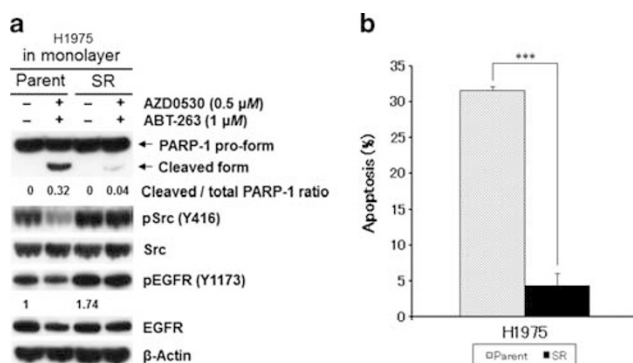 a
H1975
in monolayer
Parent SR
– + – + AZD0530 (0.5 μM)
– + – + ABT-263 (1 μM)
PARP-1 pro-form
Cleaved form
0 0.32 0 0.04 Cleaved / total PARP-1 ratio
pSrc (Y416)
Src
pEGFR (Y1173)
1 1.74
EGFR
β-Actin
b
***
35
30
25
20
15
10
5
0
Apoptosis (%)
H1975
Parent SR